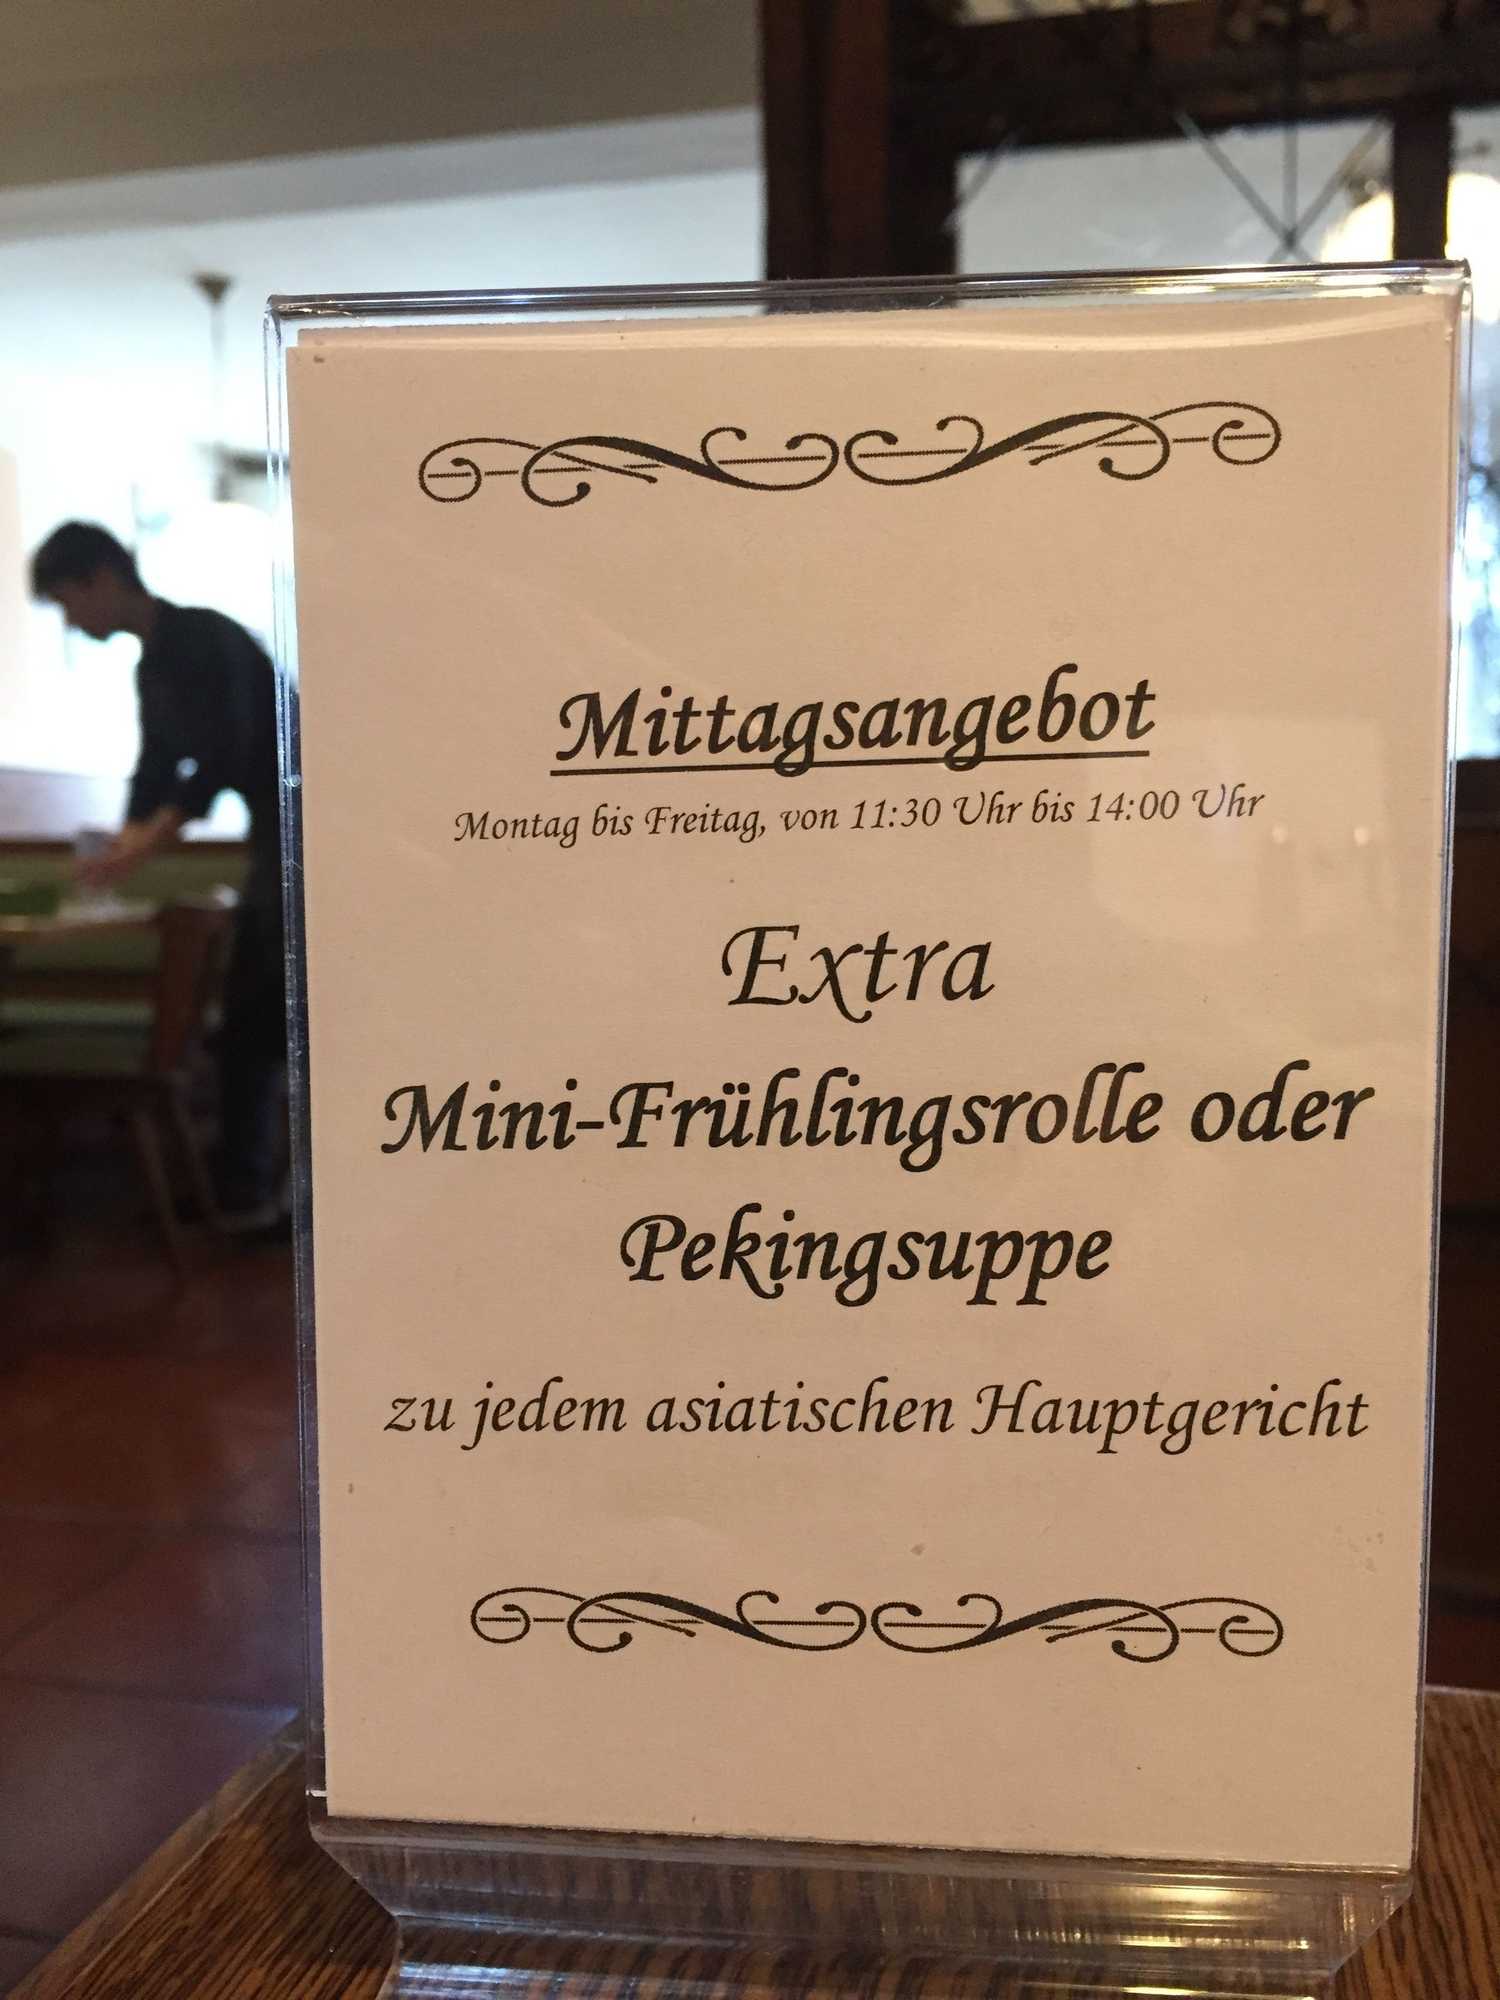 Mittagsangebot
Montag bis Freitag, von 11:30 Uhr bis 14:00 Uhr
Extra
Mini-Frühlingsrolle oder
Pekingsuppe
zu jedem asiatischen Hauptgericht